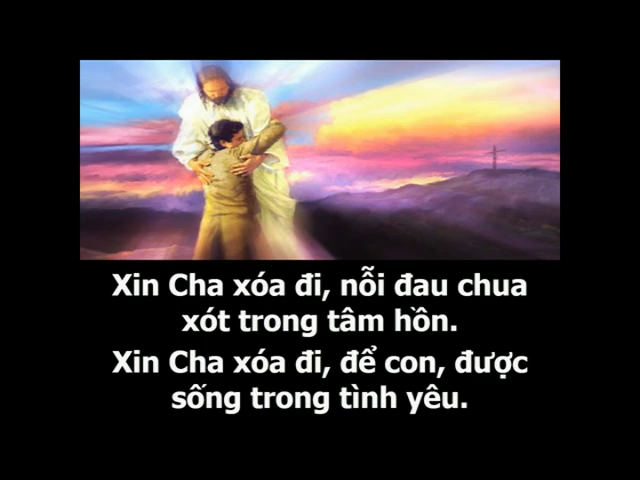 Xin Cha xóa đi, nỗi đau chua
xót trong tâm hồn.
Xin Cha xóa đi, để con, được
sống trong tình yêu.